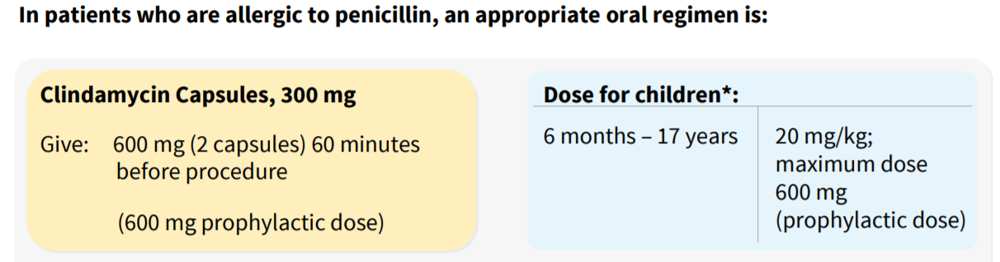 In patients who are allergic to penicillin, an appropriate oral regimen is:
Clindamycin Capsules, 300 mg
Give: 600 mg (2 capsules) 60 minutes
before procedure
(600 mg prophylactic dose)
Dose for children*:
6 months – 17 years
20 mg/kg;
maximum dose
600 mg
(prophylactic dose)